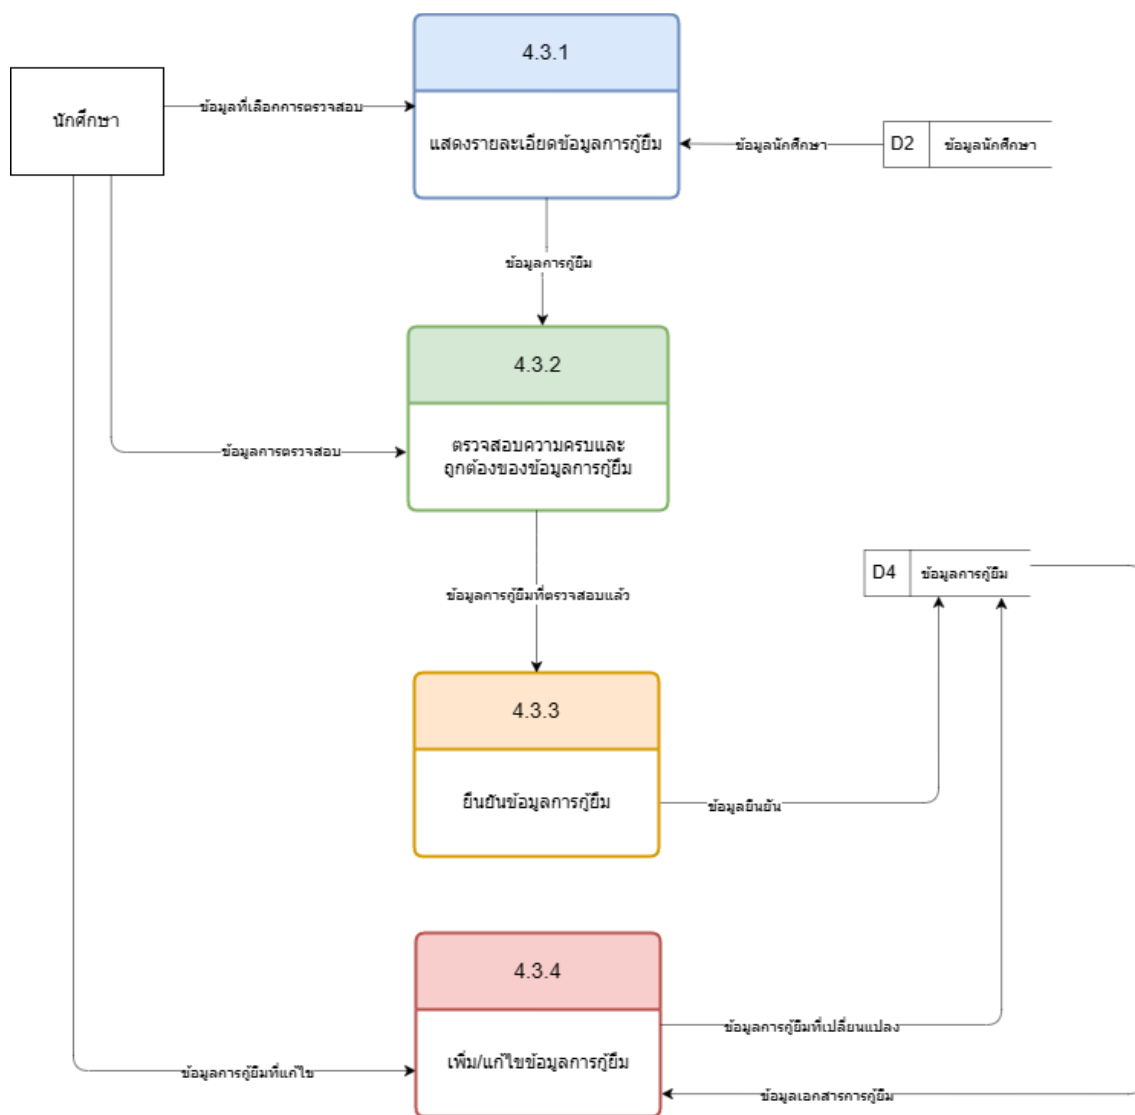 4.3.1
นักศึกษา
ข้อมูลที่เลือกการตรวจสอบ
แสดงรายละเอียดข้อมูลการกู้ยืม
ข้อมูลนักศึกษา
D2
ข้อมูลนักศึกษา
ข้อมูลการกู้ยืม
4.3.2
ตรวจสอบความครบและ
ถูกต้องของข้อมูลการกู้ยืม
ข้อมูลการตรวจสอบ
D4
ข้อมูลการกู้ยืม
ข้อมูลการกู้ยืมที่ตรวจสอบแล้ว
4.3.3
ยืนยันข้อมูลการกู้ยืม
ข้อมูลยืนยัน
4.3.4
ข้อมูลการกู้ยืมที่เปลี่ยนแปลง
เพิ่ม/แก้ไขข้อมูลการกู้ยืม
ข้อมูลการกู้ยืมที่แก้ไข
ข้อมูลเอกสารการกู้ยืม